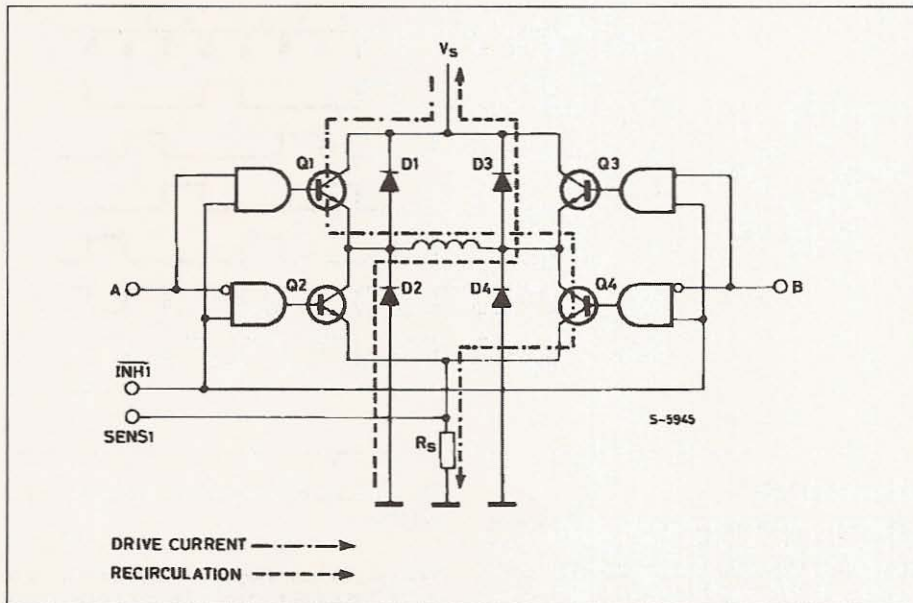 Vs
Q1 D1 D3 Q3
A Q2 D2 D4 Q4 B
INH1
SENS1
Rs
S-5945
DRIVE CURRENT
RECIRCULATION